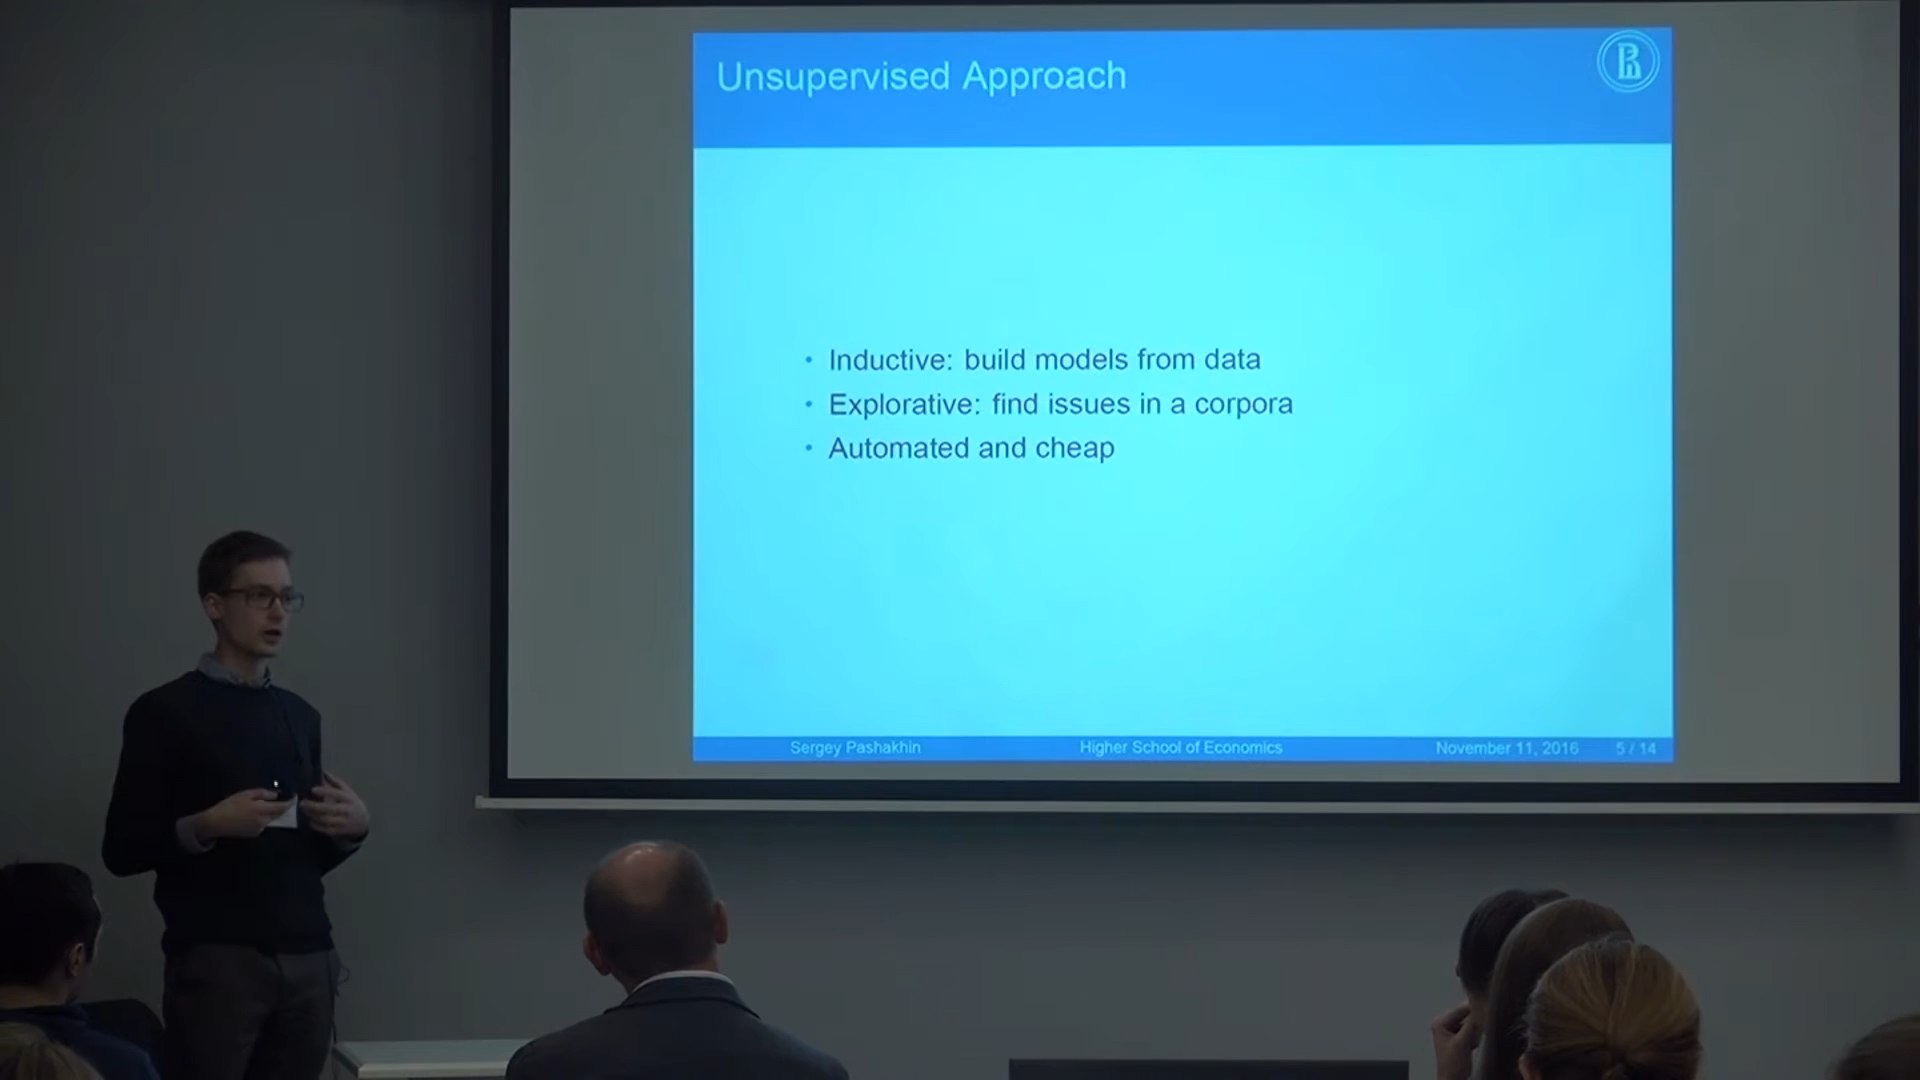 Unsupervised Approach
• Inductive: build models from data
• Explorative: find issues in a corpora
• Automated and cheap
Sergey Pashakhin Higher School of Economics November 11, 2016 5 / 14